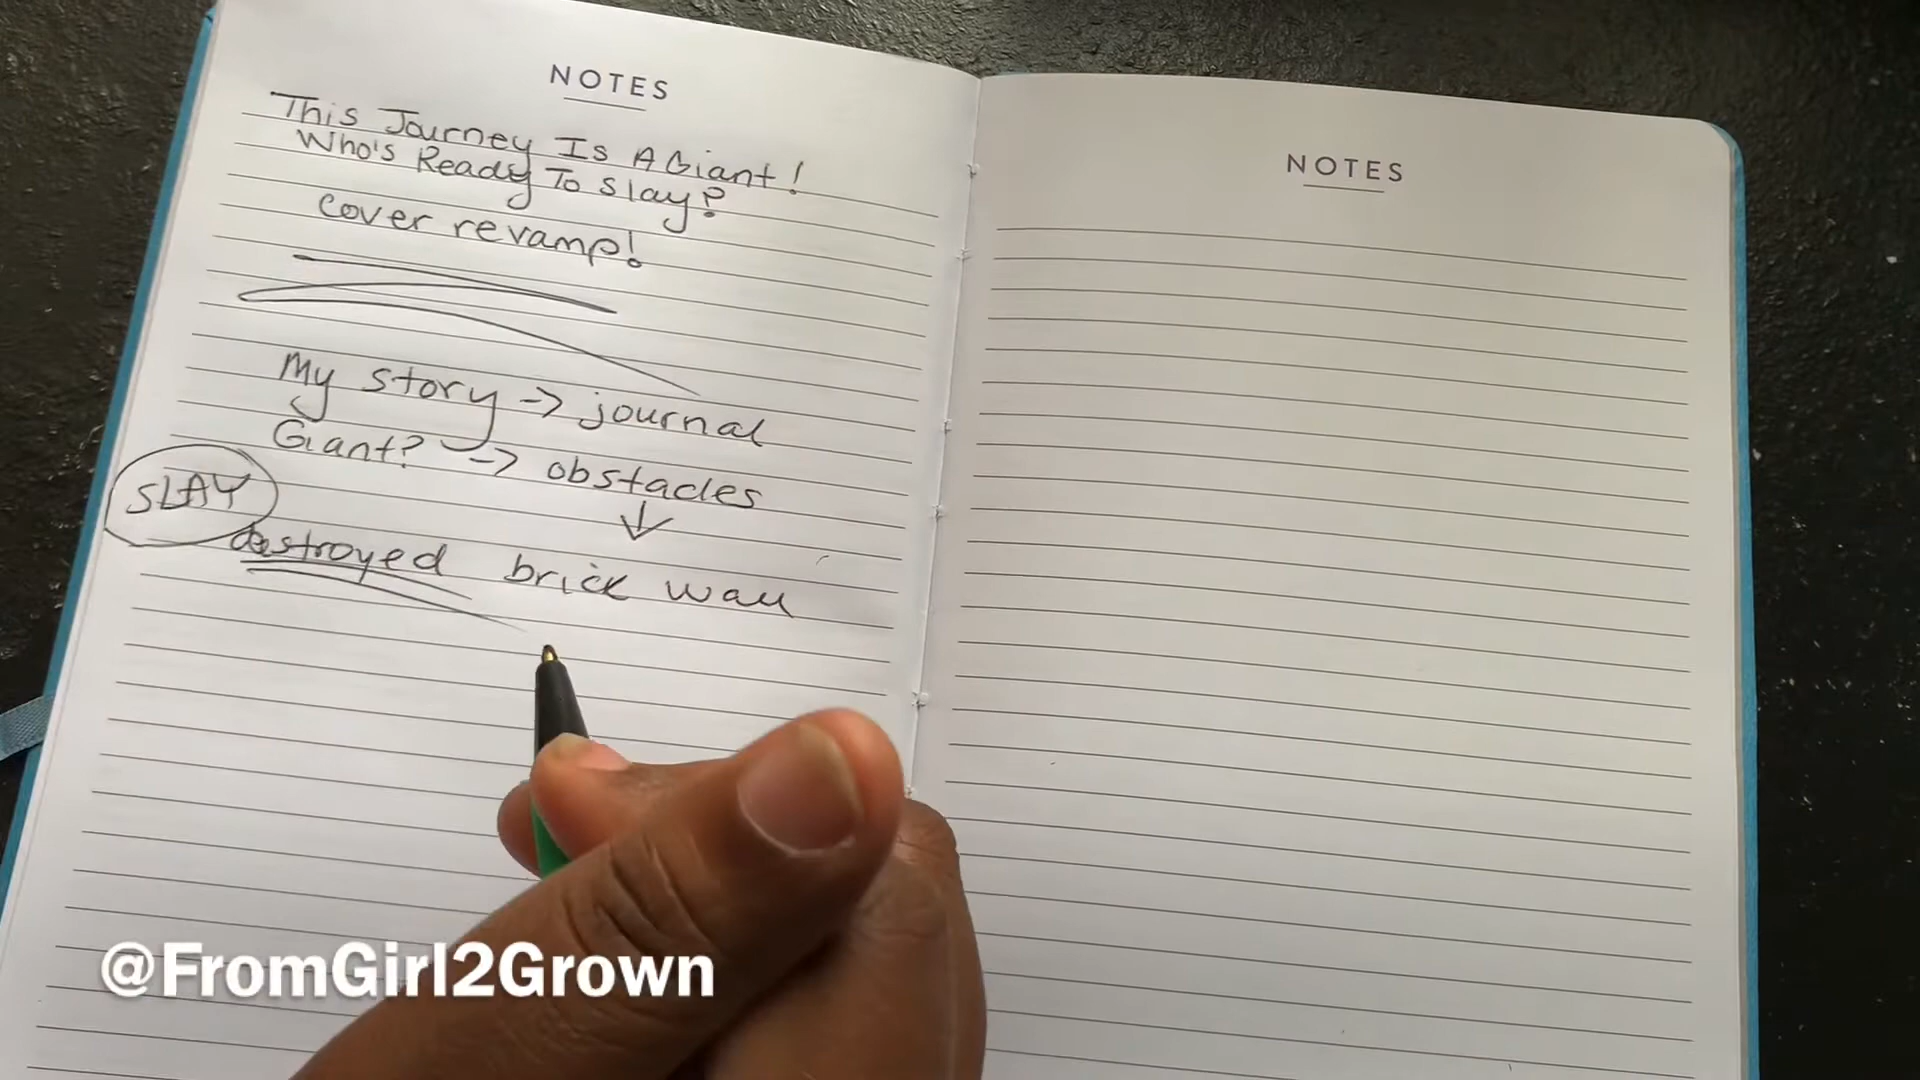 NOTES
This Journey Is A Giant!
Who's Ready To Slay?
cover revamp!
My story -> journal
Giant? -> obstacles
SLAY
destroyed brick wall
NOTES
@FromGirl2Grown